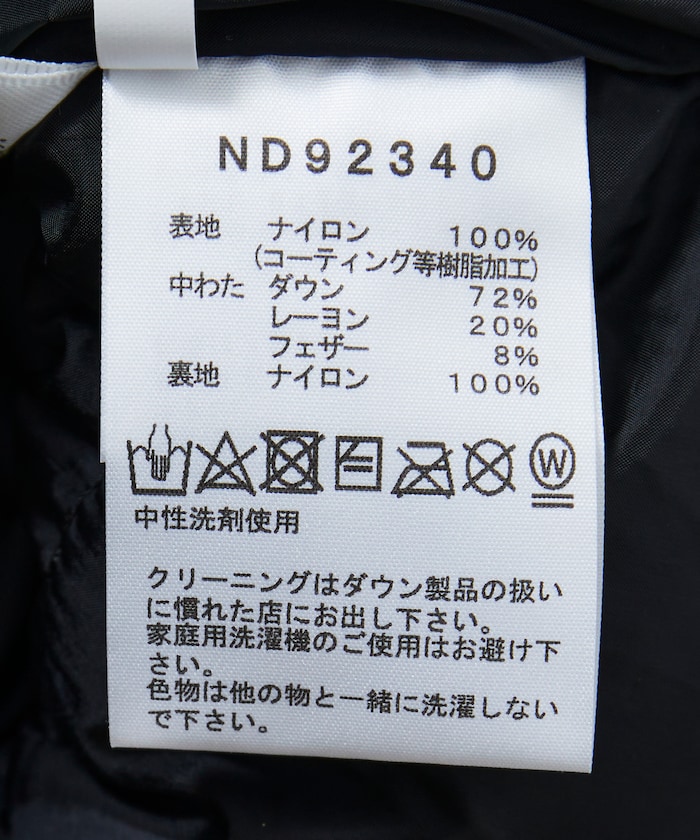 ND92340
表地 ナイロン 100%
(コーティング等樹脂加工)
中わた ダウン 72%
レーヨン 20%
フェザー 8%
裏地 ナイロン 100%
W
中性洗剤使用
クリーニングはダウン製品の扱い
に慣れた店にお出し下さい。
家庭用洗濯機のご使用はお避け下
さい。
色物は他の物と一緒に洗濯しない
で下さい。